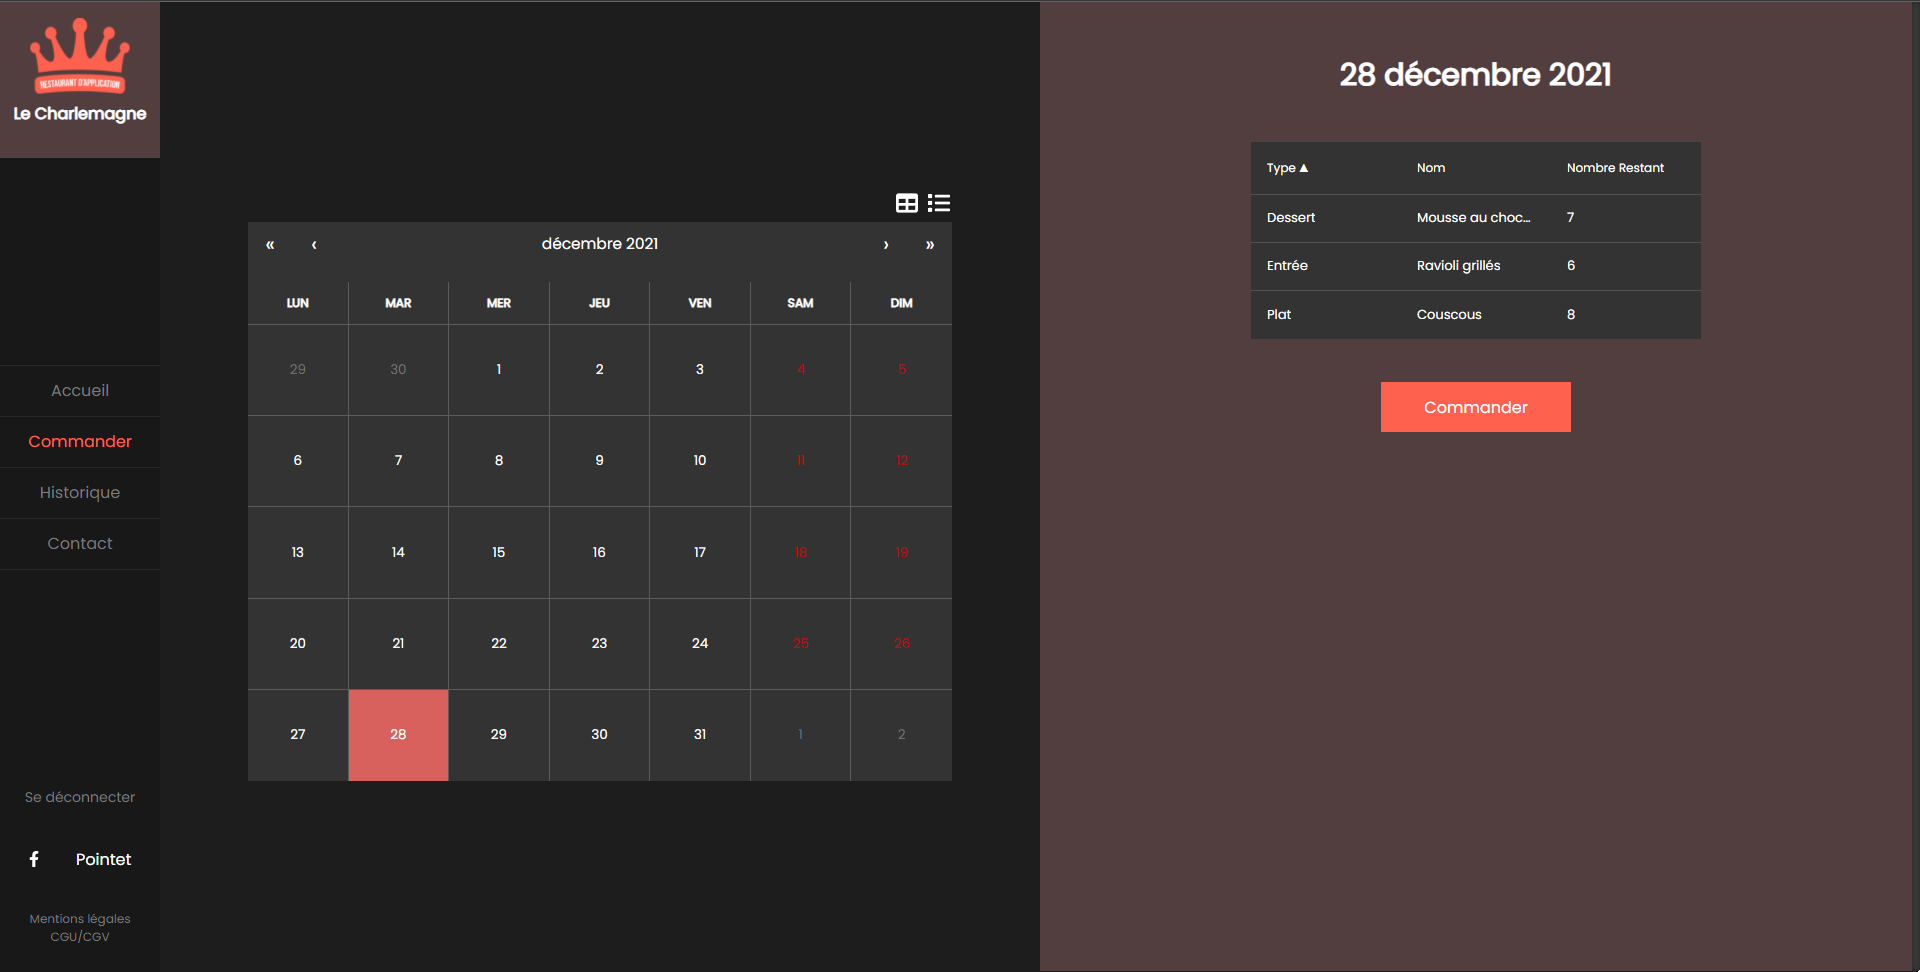 RESTAURANT D'APPLICATION
Le Charlemagne
Accueil
Commander
Historique
Contact
Se déconnecter
Pointet
Mentions légales
CGU/CGV
« ‹ décembre 2021 › »
LUN MAR MER JEU VEN SAM DIM
29 30 1 2 3 4 5
6 7 8 9 10 11 12
13 14 15 16 17 18 19
20 21 22 23 24 25 26
27 28 29 30 31 1 2
28 décembre 2021
Type ▲ Nom Nombre Restant
Dessert Mousse au choc... 7
Entrée Ravioli grillés 6
Plat Couscous 8
Commander